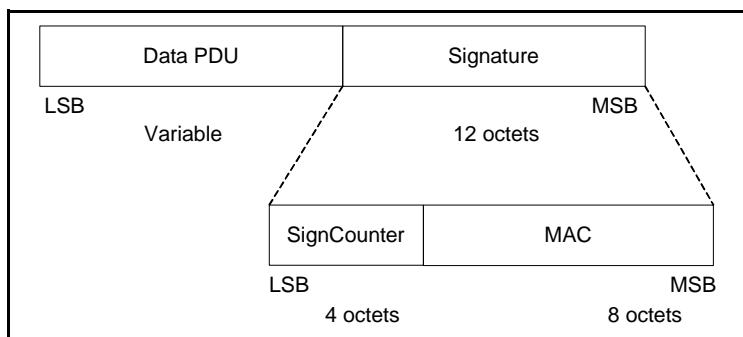 Data PDU Signature
LSB MSB
Variable 12 octets
SignCounter MAC
LSB MSB
4 octets 8 octets